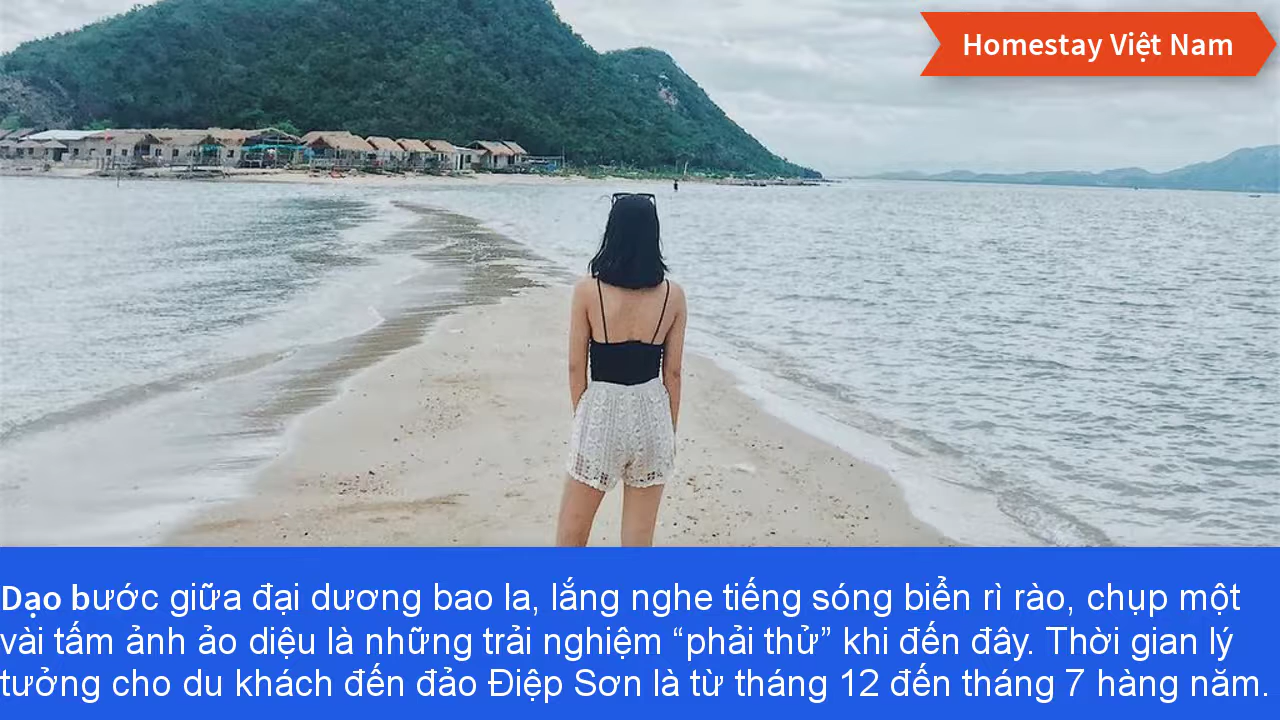 Homestay Việt Nam
Dạo bước giữa đại dương bao la, lắng nghe tiếng sóng biển rì rào, chụp một
vài tấm ảnh ảo diệu là những trải nghiệm “phải thử” khi đến đây. Thời gian lý
tưởng cho du khách đến đảo Điệp Sơn là từ tháng 12 đến tháng 7 hàng năm.